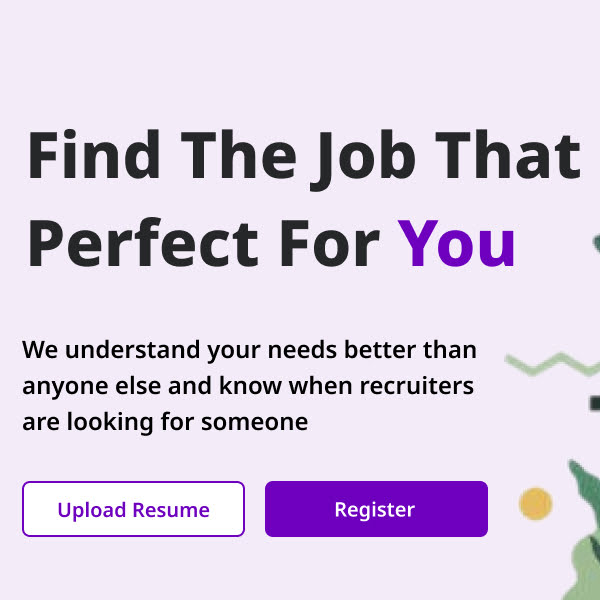 Find The Job That
Perfect For You
We understand your needs better than
anyone else and know when recruiters
are looking for someone
Upload Resume
Register